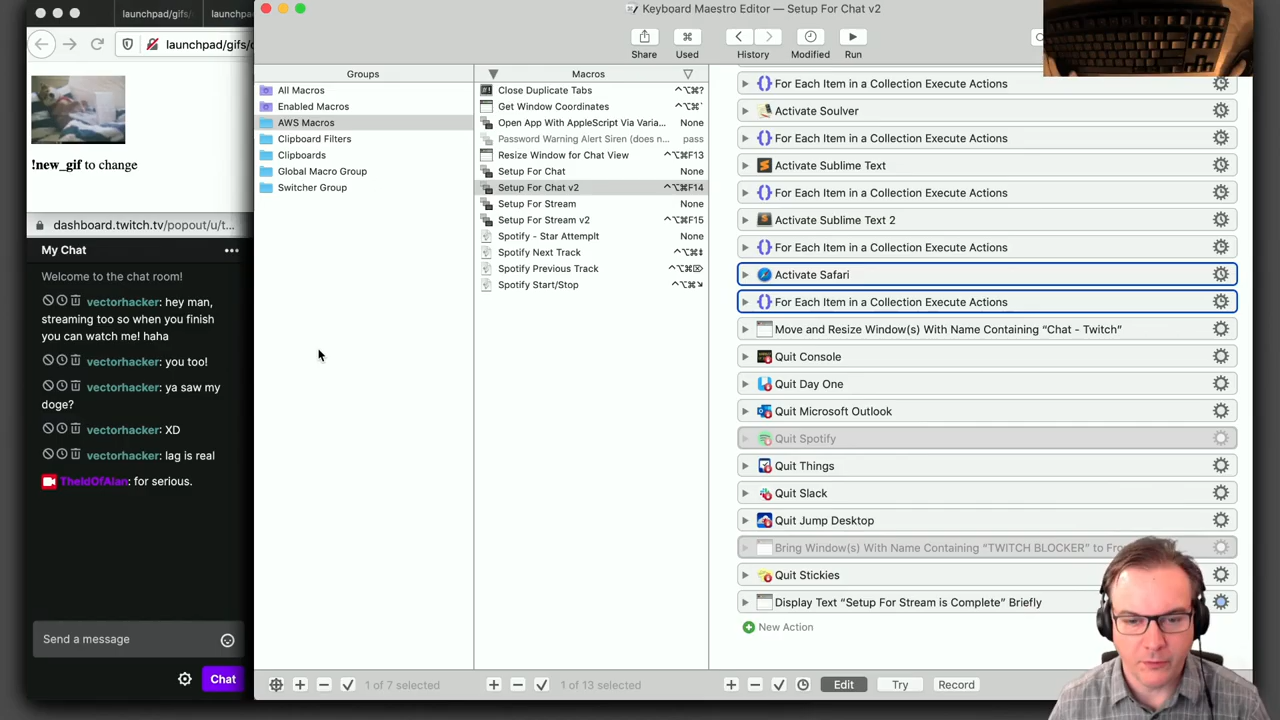 launchpad/gifs/
launchpad
launchpad/gifs/
!new_gif to change
dashboard.twitch.tv/popout/u/t...
My Chat
Welcome to the chat room!
vectorhacker: hey man,
streaming too so when you finish
you can watch me! haha
vectorhacker: you too!
vectorhacker: ya saw my
doge?
vectorhacker: XD
vectorhacker: lag is real
TheIdOfAlan: for serious.
Send a message
Chat
Keyboard Maestro Editor — Setup For Chat v2
Share
Used
History
Modified
Run
Groups
All Macros
Enabled Macros
AWS Macros
Clipboard Filters
Clipboards
Global Macro Group
Switcher Group
1 of 7 selected
Macros
Close Duplicate Tabs ^⌥⌘?
Get Window Coordinates ^⌥⌘`
Open App With AppleScript Via Varia... None
Password Warning Alert Siren (does n... pass
Resize Window for Chat View ^⌥⌘F13
Setup For Chat None
Setup For Chat v2 ^⌥⌘F14
Setup For Stream None
Setup For Stream v2 ^⌥⌘F15
Spotify - Star AttempIt None
Spotify Next Track ^⌥⌘⇟
Spotify Previous Track ^⌥⌘⌦
Spotify Start/Stop ^⌥⌘↘
1 of 13 selected
For Each Item in a Collection Execute Actions
Activate Soulver
For Each Item in a Collection Execute Actions
Activate Sublime Text
For Each Item in a Collection Execute Actions
Activate Sublime Text 2
For Each Item in a Collection Execute Actions
Activate Safari
For Each Item in a Collection Execute Actions
Move and Resize Window(s) With Name Containing “Chat - Twitch”
Quit Console
Quit Day One
Quit Microsoft Outlook
Quit Spotify
Quit Things
Quit Slack
Quit Jump Desktop
Bring Window(s) With Name Containing “TWITCH BLOCKER” to Fro
Quit Stickies
Display Text “Setup For Stream is Complete” Briefly
New Action
Edit
Try
Record